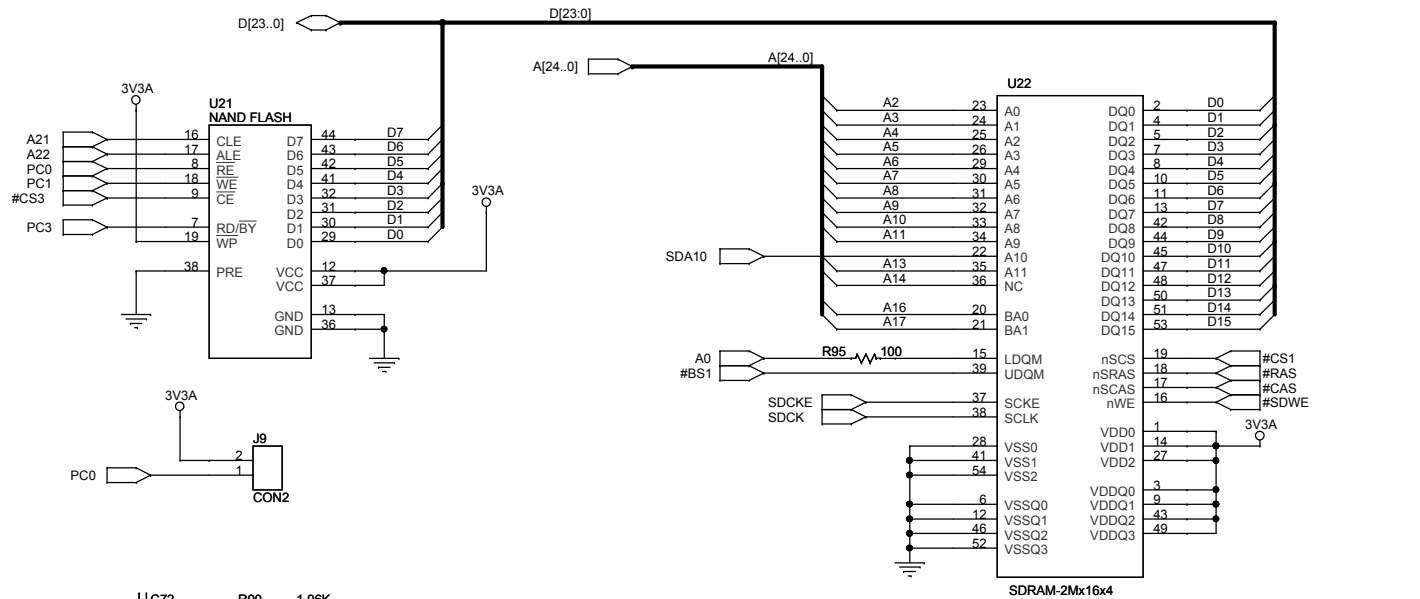 D[23..0]
D[23:0]
A[24..0]
A[24..0]
3V3A
U21
NAND FLASH
A21 16 CLE D7 44 D7
A22 17 ALE D6 43 D6
PC0 8 RE D5 42 D5
PC1 18 WE D4 41 D4
#CS3 9 CE D3 32 D3
D2 31 D2
PC3 7 RD/BY D1 30 D1
19 WP D0 29 D0
38 PRE VCC 12
VCC 37
GND 13
GND 36
3V3A
3V3A
J9
2
PC0 1
CON2
U22
A2 23 A0 DQ0 2 D0
A3 24 A1 DQ1 4 D1
A4 25 A2 DQ2 5 D2
A5 26 A3 DQ3 7 D3
A6 29 A4 DQ4 8 D4
A7 30 A5 DQ5 10 D5
A8 31 A6 DQ6 11 D6
A9 32 A7 DQ7 13 D7
A10 33 A8 DQ8 42 D8
A11 34 A9 DQ9 44 D9
SDA10 22 A10 DQ10 45 D10
A13 35 A11 DQ11 47 D11
A14 36 NC DQ12 48 D12
DQ13 50 D13
A16 20 BA0 DQ14 51 D14
A17 21 BA1 DQ15 53 D15
A0 R95 100 15 LDQM nSCS 19 #CS1
#BS1 39 UDQM nSRAS 18 #RAS
nSCAS 17 #CAS
SDCKE 37 SCKE nWE 16 #SDWE
SDCK 38 SCLK
3V3A
VDD0 1
28 VSS0 VDD1 14
41 VSS1 VDD2 27
54 VSS2
VDDQ0 3
6 VSSQ0 VDDQ1 9
12 VSSQ1 VDDQ2 43
46 VSSQ2 VDDQ3 49
52 VSSQ3
SDRAM-2Mx16x4